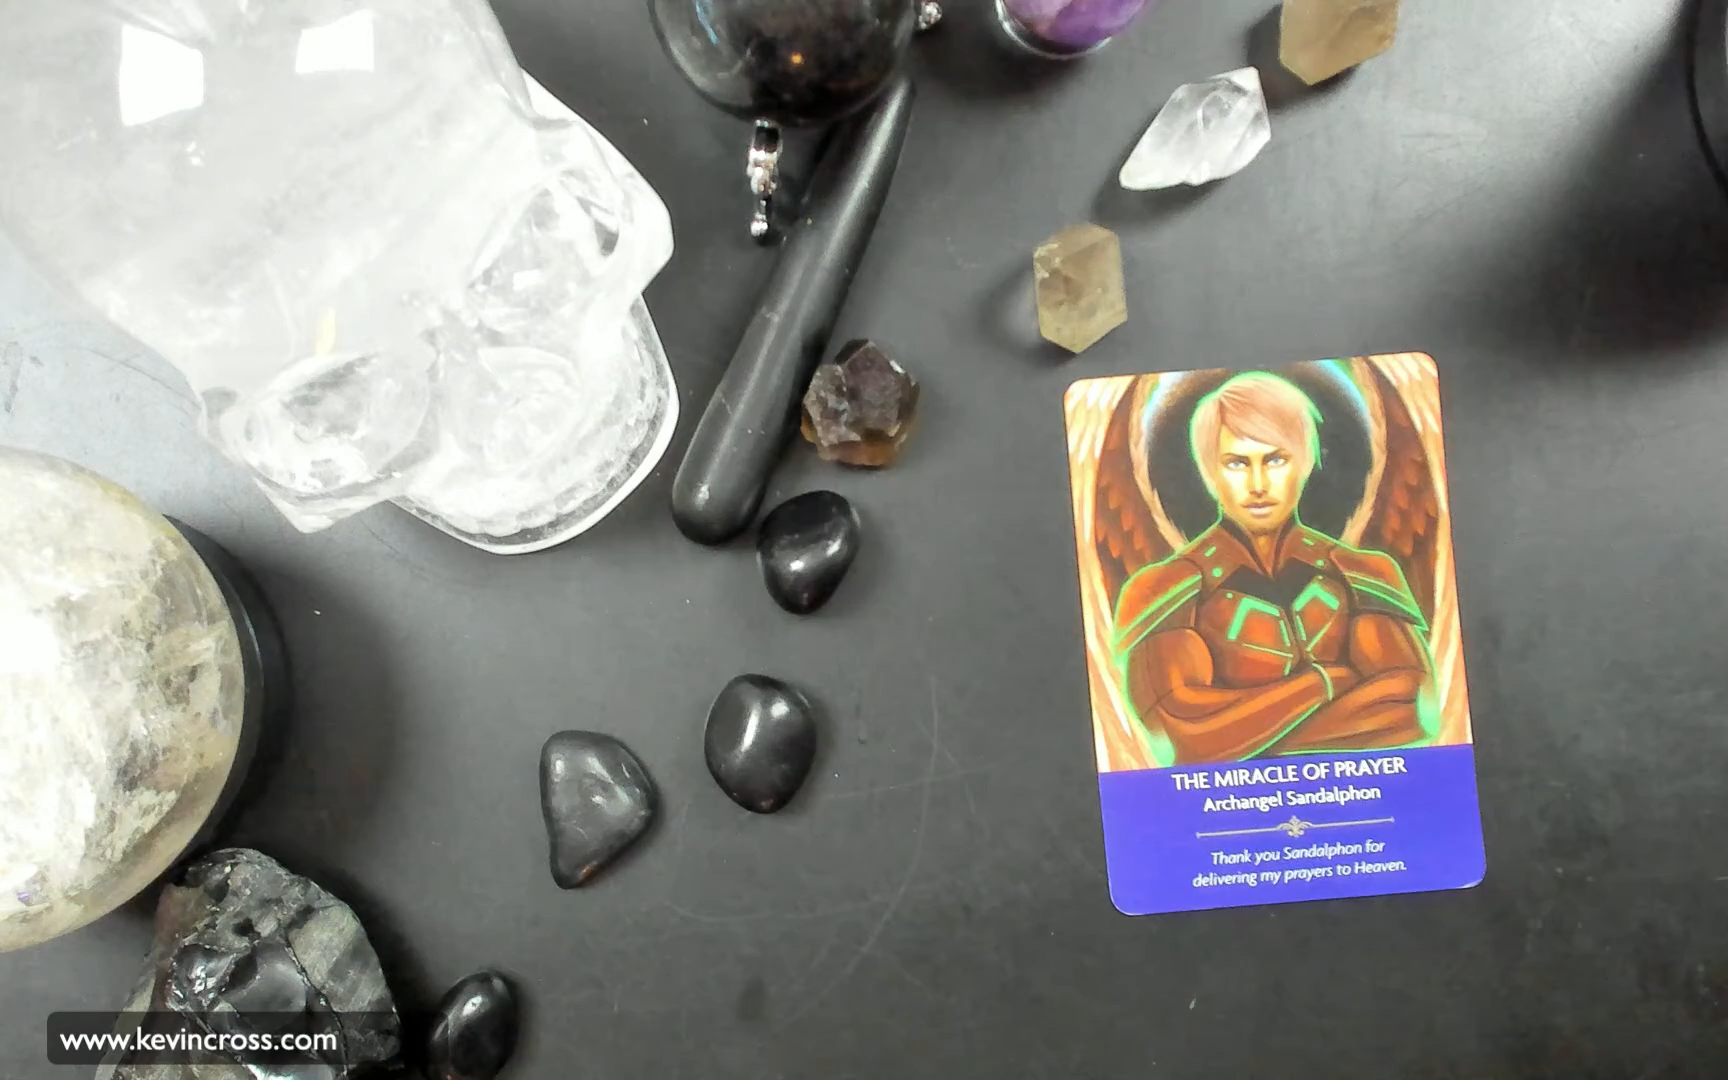 THE MIRACLE OF PRAYER
Archangel Sandalphon
Thank you Sandalphon for
delivering my prayers to Heaven.
www.kevincross.com